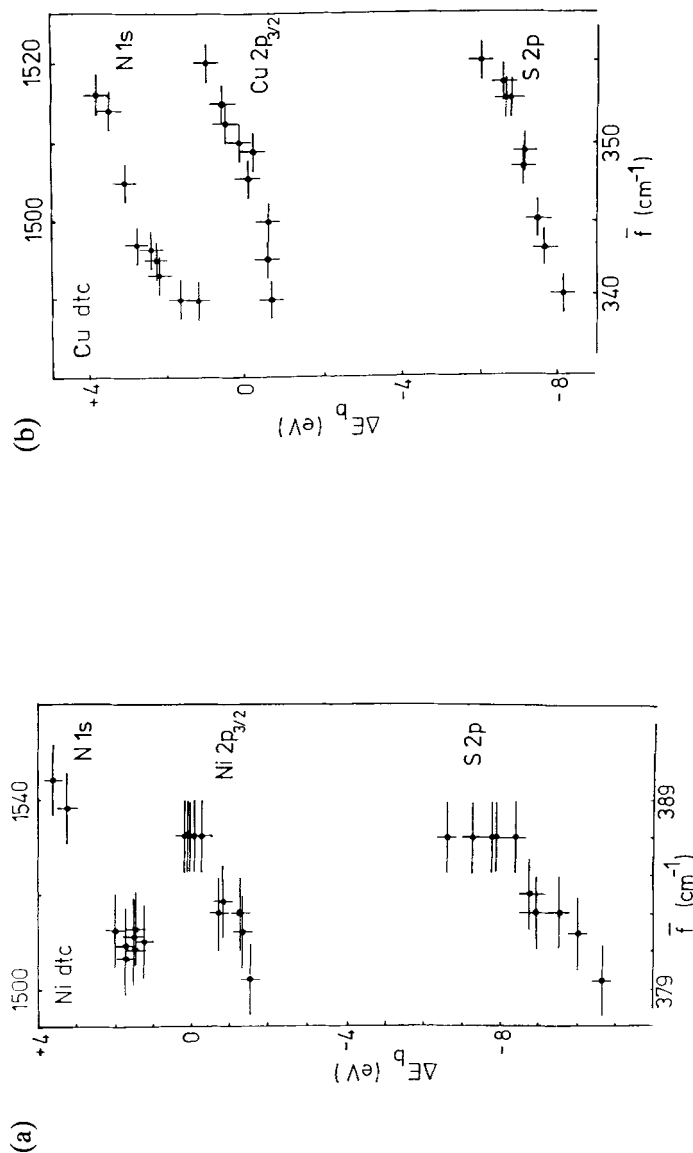 (a)
1500 1540
Ni dtc
N 1s
Ni 2p3/2
S 2p
+4
0
-4
-8
ΔEb (eV)
379 389
f̄ (cm-1)
(b)
1500 1520
Cu dtc
N 1s
Cu 2p3/2
S 2p
+4
0
-4
-8
ΔEb (eV)
340 350
f̄ (cm-1)